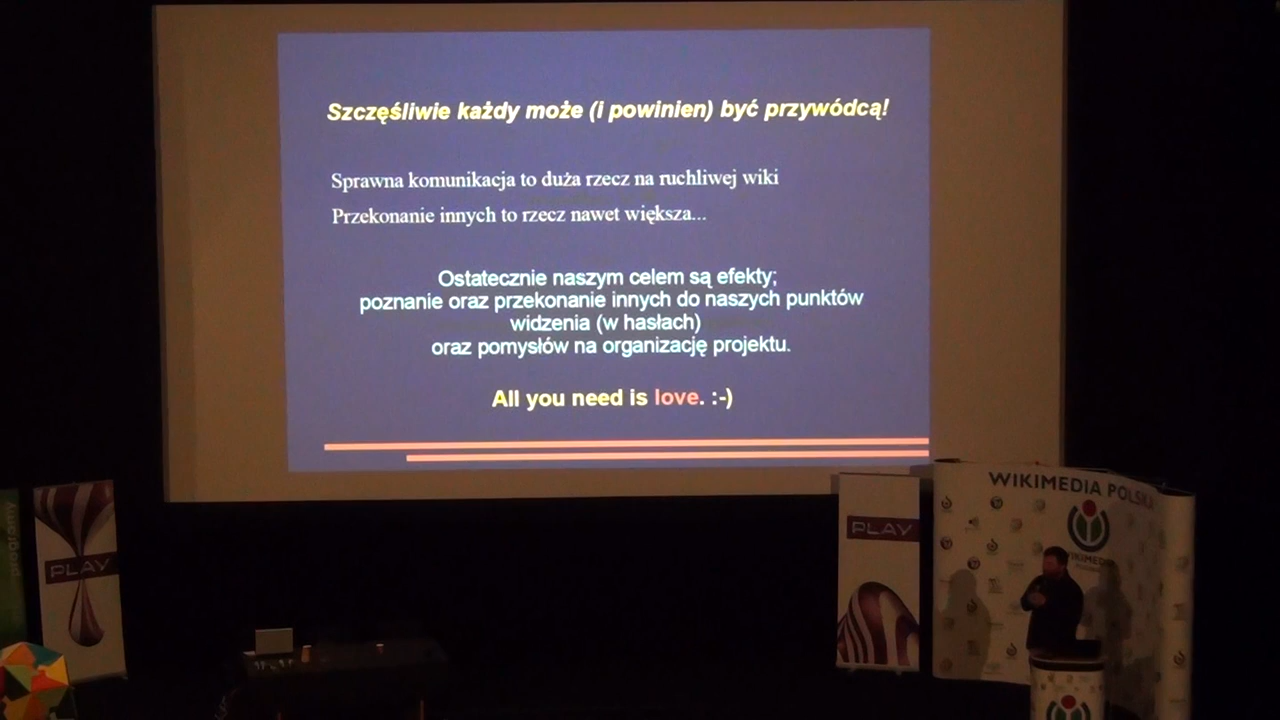 Szczęśliwie każdy może (i powinien) być przywódcą!
Sprawna komunikacja to duża rzecz na ruchliwej wiki
Przekonanie innych to rzecz nawet większa...
Ostatecznie naszym celem są efekty;
poznanie oraz przekonanie innych do naszych punktów
widzenia (w hasłach)
oraz pomysłów na organizację projektu.
All you need is love. :-)
WIKIMEDIA POLSKA
PLAY
PLAY
programy
WIKIMEDIA